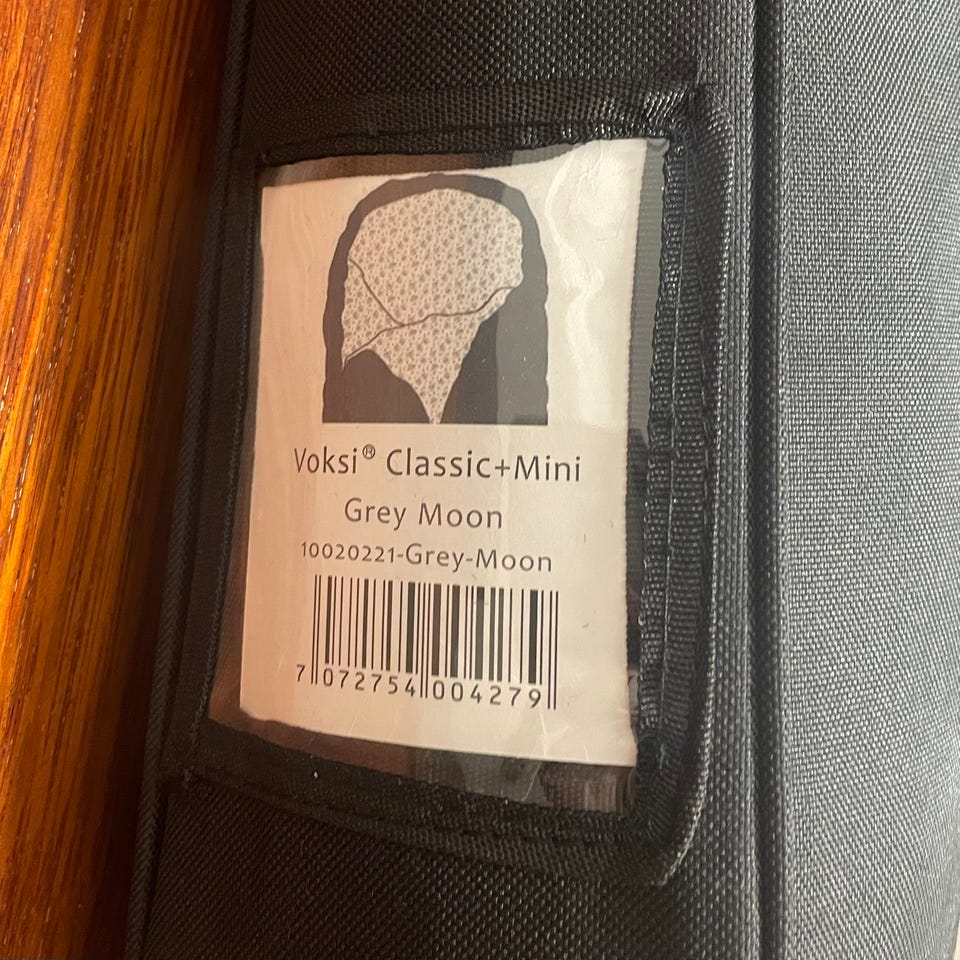 Voksi® Classic+Mini
Grey Moon
10020221-Grey-Moon
7 072754 004279